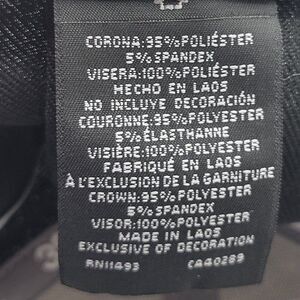 CORONA:95%POLIÉSTER
5%SPANDEX
VISERA:100%POLIÉSTER
HECHO EN LAOS
NO INCLUYE DECORACIÓN
COURONNE:95%POLYESTER
5%ÉLASTHANNE
VISIÈRE:100%POLYESTER
FABRIQUÉ EN LAOS
À L'EXCLUSION DE LA GARNITURE
CROWN:95%POLYESTER
5%SPANDEX
VISOR:100%POLYESTER
MADE IN LAOS
EXCLUSIVE OF DECORATION
RN11493 CA40289